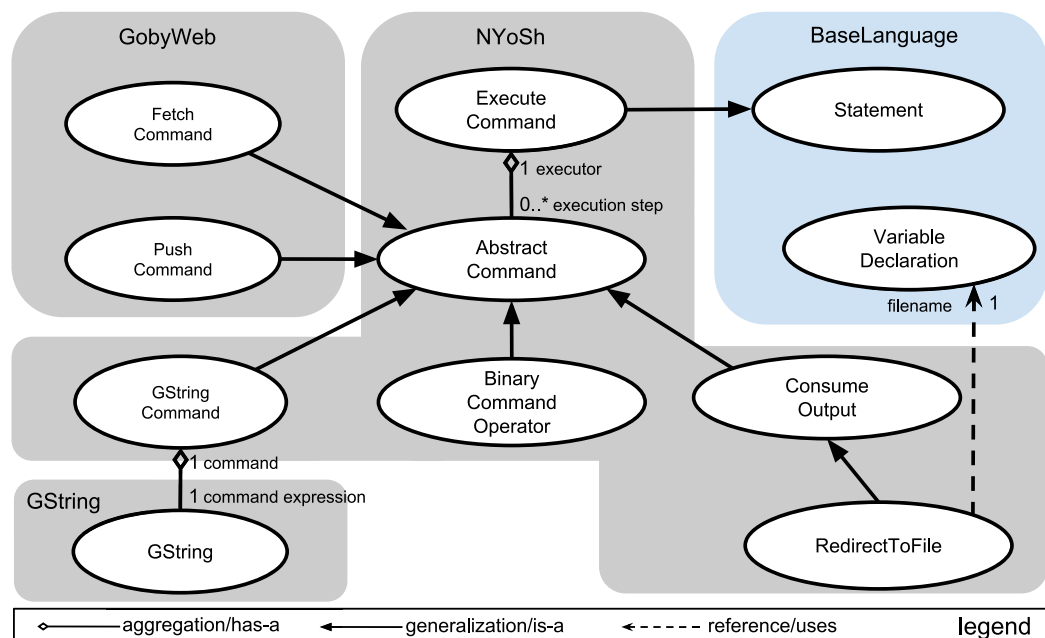 GobyWeb
NYoSh
BaseLanguage
Fetch
Command
Execute
Command
Statement
1 executor
0..* execution step
Push
Command
Abstract
Command
Variable
Declaration
filename
1
GString
Command
Binary
Command
Operator
Consume
Output
1 command
1 command expression
GString
GString
RedirectToFile
aggregation/has-a
generalization/is-a
reference/uses
legend